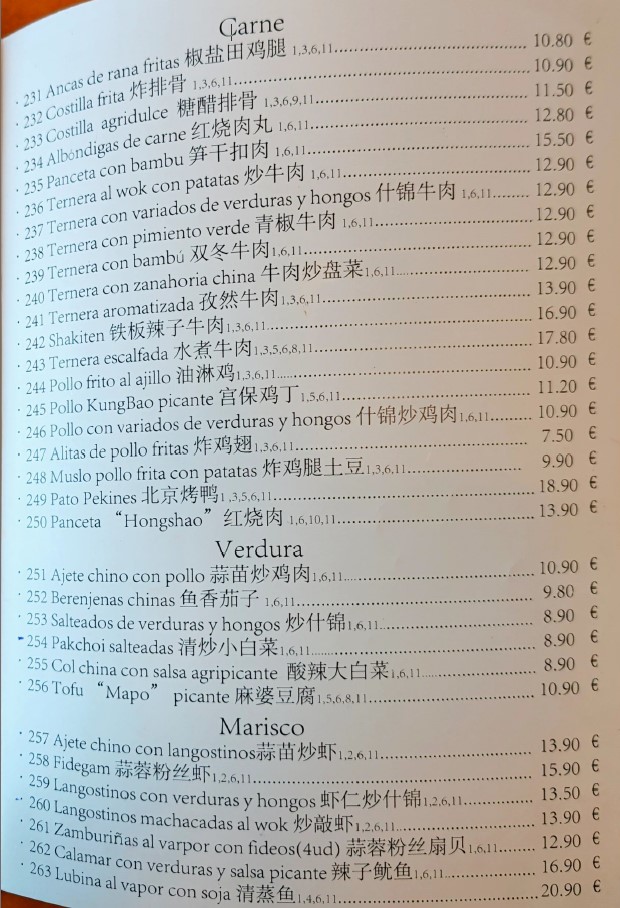 Carne
· 231 Ancas de rana fritas 椒盐田鸡腿 1,3,6,11 10.80 €
· 232 Costilla frita 炸排骨 1,3,6,11 10.90 €
· 233 Costilla agridulce 糖醋排骨 1,3,6,9,11 11.50 €
· 234 Albóndigas de carne 红烧肉丸 1,6,11 12.80 €
· 235 Panceta con bambu 笋干扣肉 1,6,11 15.50 €
· 236 Ternera al wok con patatas 炒牛肉 1,6,11 12.90 €
· 237 Ternera con variados de verduras y hongos 什锦牛肉 1,6,11 12.90 €
· 238 Ternera con pimiento verde 青椒牛肉 1,6,11 12.90 €
· 239 Ternera con bambú 双冬牛肉1,6,11 12.90 €
· 240 Ternera con zanahoria china 牛肉炒盘菜1,6,11 12.90 €
· 241 Ternera aromatizada 孜然牛肉1,3,6,11 13.90 €
· 242 Shakiten 铁板辣子牛肉1,3,6,11 16.90 €
· 243 Ternera escalfada 水煮牛肉1,3,5,6,8,11 17.80 €
· 244 Pollo frito al ajillo 油淋鸡1,3,6,11 10.90 €
· 245 Pollo KungBao picante 宫保鸡丁1,5,6,11 11.20 €
· 246 Pollo con variados de verduras y hongos 什锦炒鸡肉1,6,11 10.90 €
· 247 Alitas de pollo fritas 炸鸡翅1,3,6,11 7.50 €
· 248 Muslo pollo frita con patatas 炸鸡腿土豆1,3,6,11 9.90 €
· 249 Pato Pekines 北京烤鸭1,3,5,6,11 18.90 €
· 250 Panceta “Hongshao” 红烧肉 1,6,10,11 13.90 €
Verdura
· 251 Ajete chino con pollo 蒜苗炒鸡肉1,6,11 10.90 €
· 252 Berenjenas chinas 鱼香茄子 1,6,11 9.80 €
· 253 Salteados de verduras y hongos 炒什锦1,6,11 8.90 €
· 254 Pakchoi salteadas 清炒小白菜1,6,11 8.90 €
· 255 Col china con salsa agripicante 酸辣大白菜1,6,11 8.90 €
· 256 Tofu “Mapo” picante 麻婆豆腐1,5,6,8,11 10.90 €
Marisco
· 257 Ajete chino con langostinos蒜苗炒虾1,2,6,11 13.90 €
· 258 Fidegam 蒜蓉粉丝虾1,2,6,11 15.90 €
· 259 Langostinos con verduras y hongos 虾仁炒什锦1,2,6,11 13.50 €
· 260 Langostinos machacadas al wok 炒敲虾1,2,6,11 13.90 €
· 261 Zamburiñas al varpor con fideos(4ud) 蒜蓉粉丝扇贝1,6,11 12.90 €
· 262 Calamar con verduras y salsa picante 辣子鱿鱼1,6,11 16.90 €
· 263 Lubina al vapor con soja 清蒸鱼1,4,6,11 20.90 €